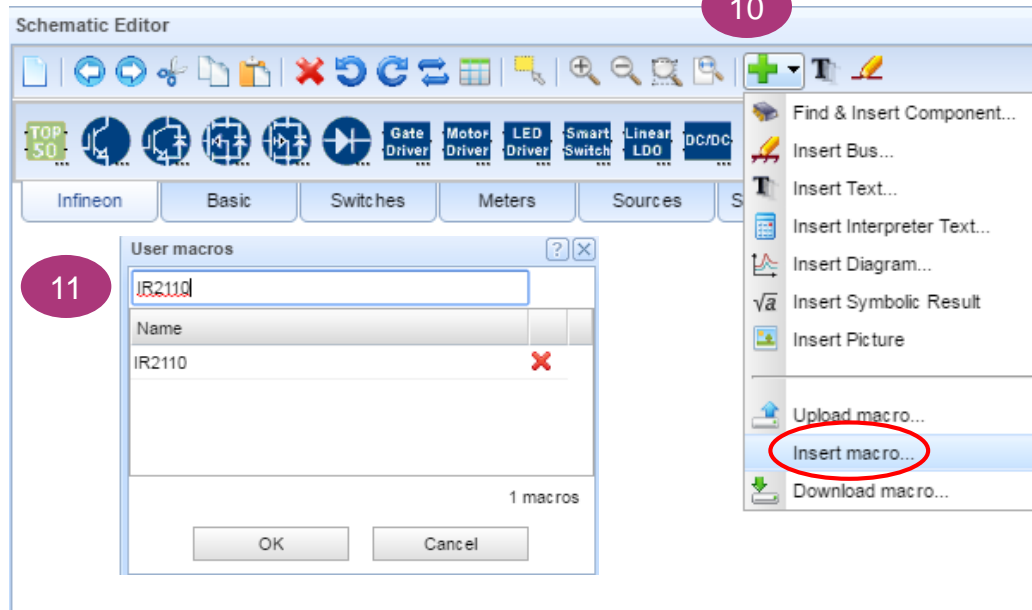 10
Schematic Editor
T
TOP 50
Gate Driver
Motor Driver
LED Driver
Smart Switch
Linear LDO
DC/DC
Infineon
Basic
Switches
Meters
Sources
S
Find & Insert Component...
Insert Bus...
T Insert Text...
Insert Interpreter Text...
Insert Diagram...
√a Insert Symbolic Result
Insert Picture
Upload macro...
Insert macro...
Download macro...
11
User macros
?
IR2110
Name
IR2110
1 macros
OK
Cancel